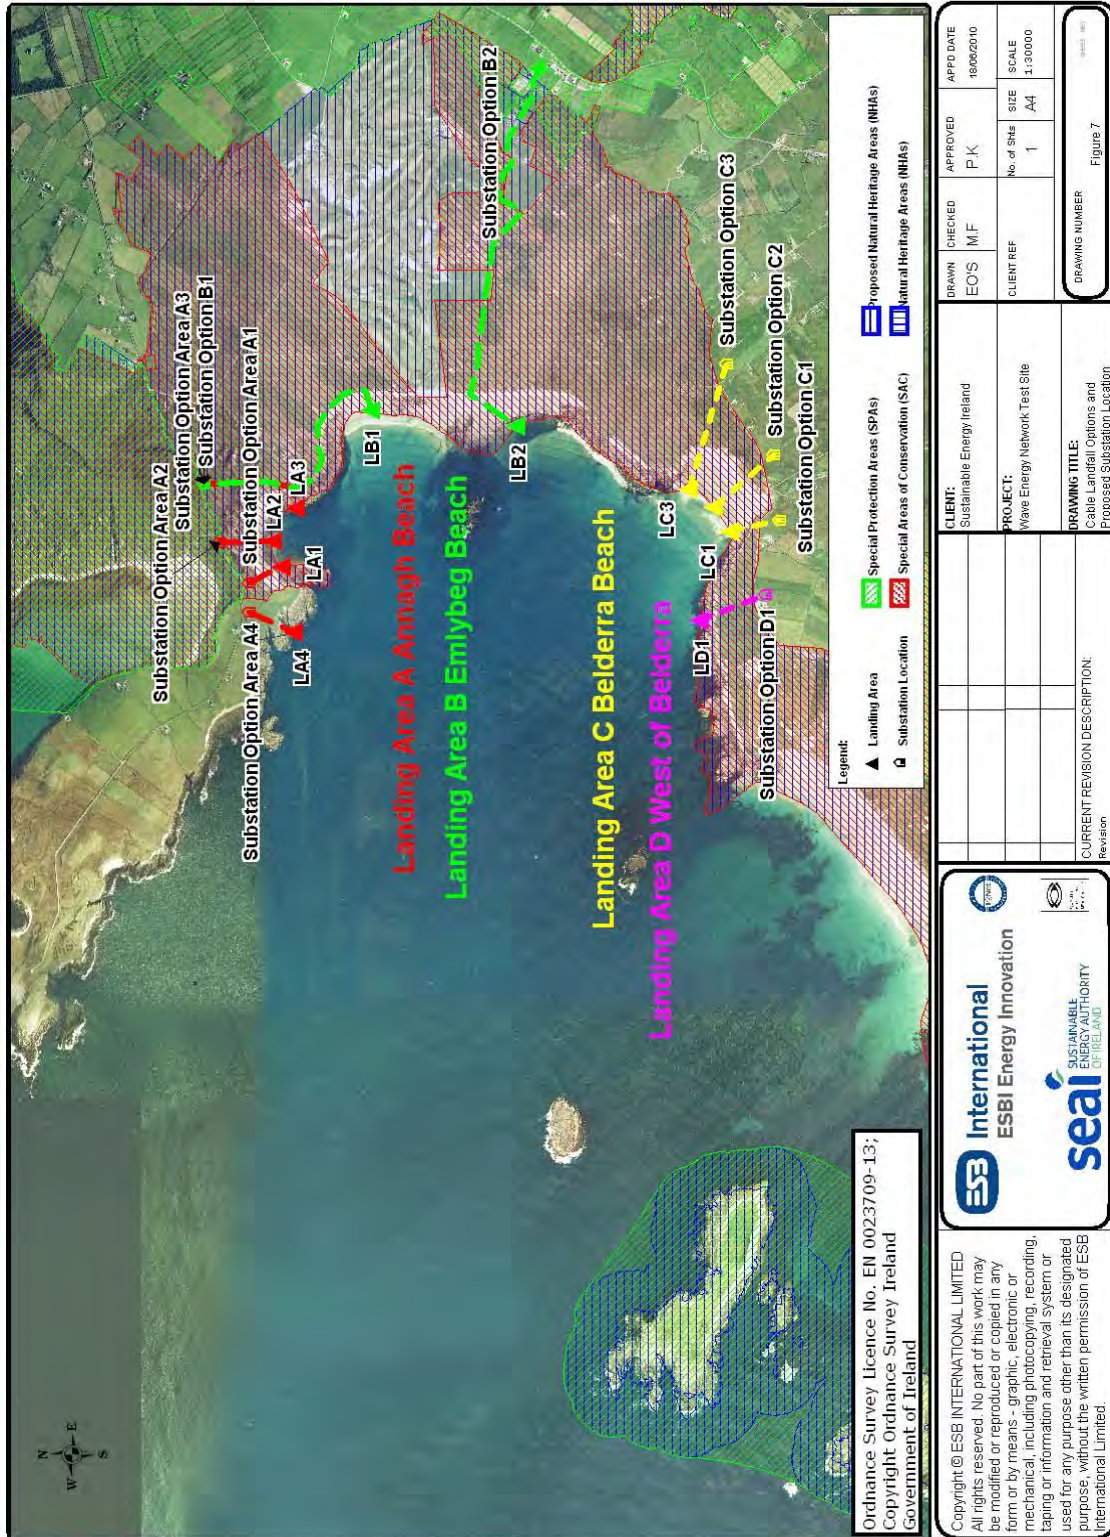 N
W E
S
Substation Option Area A2
Substation Option Area A3
Substation Option B1
Substation Option Area A1
Substation Option Area A4
LA2
LA3
LA1
LA4
LB1
Substation Option B2
LB2
Landing Area A Annagh Beach
Landing Area B Emlybeg Beach
Landing Area C Belderra Beach
Landing Area D West of Belderra
LC3
LC1
LD1
Substation Option C3
Substation Option C2
Substation Option C1
Substation Option D1
Legend:
Landing Area
Substation Location
Special Protection Areas (SPAs)
Special Areas of Conservation (SAC)
Proposed Natural Heritage Areas (NHAs)
Natural Heritage Areas (NHAs)
Ordnance Survey Licence No. EN 0023709-13;
Copyright Ordnance Survey Ireland
Government of Ireland
Copyright © ESB INTERNATIONAL LIMITED
All rights reserved. No part of this work may
be modified or reproduced or copied in any
form or by means - graphic, electronic or
mechanical, including photocopying, recording,
taping or information and retrieval system or
used for any purpose other than its designated
purpose, without the written permission of ESB
International Limited.
ESB International
ESBI Energy Innovation
seai SUSTAINABLE
ENERGY AUTHORITY
OF IRELAND
CURRENT REVISION DESCRIPTION:
Revision
CLIENT:
Sustainable Energy Ireland
PROJECT:
Wave Energy Network Test Site
DRAWING TITLE:
Cable Landfall Options and
Proposed Substation Location
DRAWN CHECKED APPROVED APPD DATE
EO'S M.F P.K 18/06/2010
CLIENT REF No. of Shts SIZE SCALE
1 A4 1:30000
DRAWING NUMBER
Figure 7